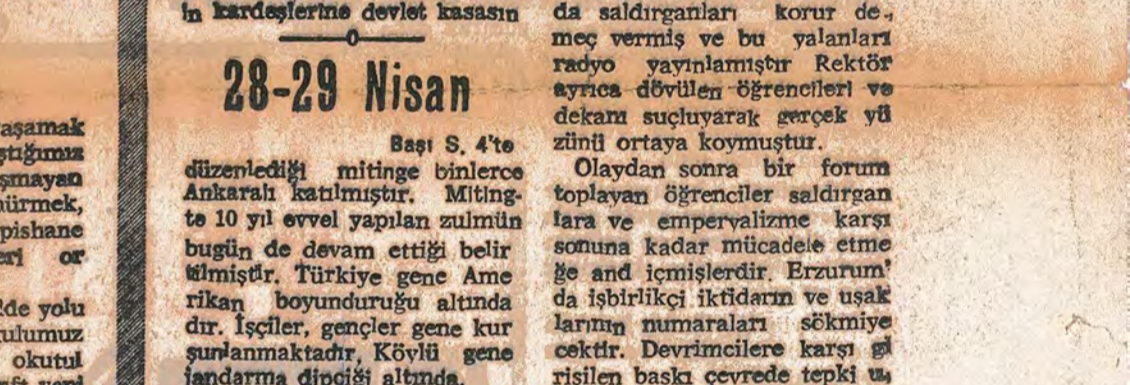 aşamak
ştığımız
şmayan
ürmek,
pishane
eri or
de yolu
ulumuz
okutul
in kardeşlerine devlet kasasın
28-29 Nisan
Başı S. 4'te
düzenlediği mitinge binlerce
Ankaralı katılmıştır. Miting-
te 10 yıl evvel yapılan zulmün
bugün de devam ettiği belir
tilmiştir. Türkiye gene Ame
rikan boyunduruğu altında
dır. İşçiler, gençler gene kur
şunlanmaktadır, Köylü gene
jandarma dipçiği altında.
da saldırganları korur de-
meç vermiş ve bu yalanları
radyo yayınlamıştır Rektör
ayrıca dövülen öğrencileri ve
dekanı suçluyarak gerçek yü
zünü ortaya koymuştur.
Olaydan sonra bir forum
toplayan öğrenciler saldırgan
lara ve emperyalizme karşı
sonuna kadar mücadele etme
ğe and içmişlerdir. Erzurum'
da işbirlikçi iktidarın ve uşak
larının numaraları sökmiye
cektir. Devrimcilere karşı gi
rişilen baskı çevrede tepki